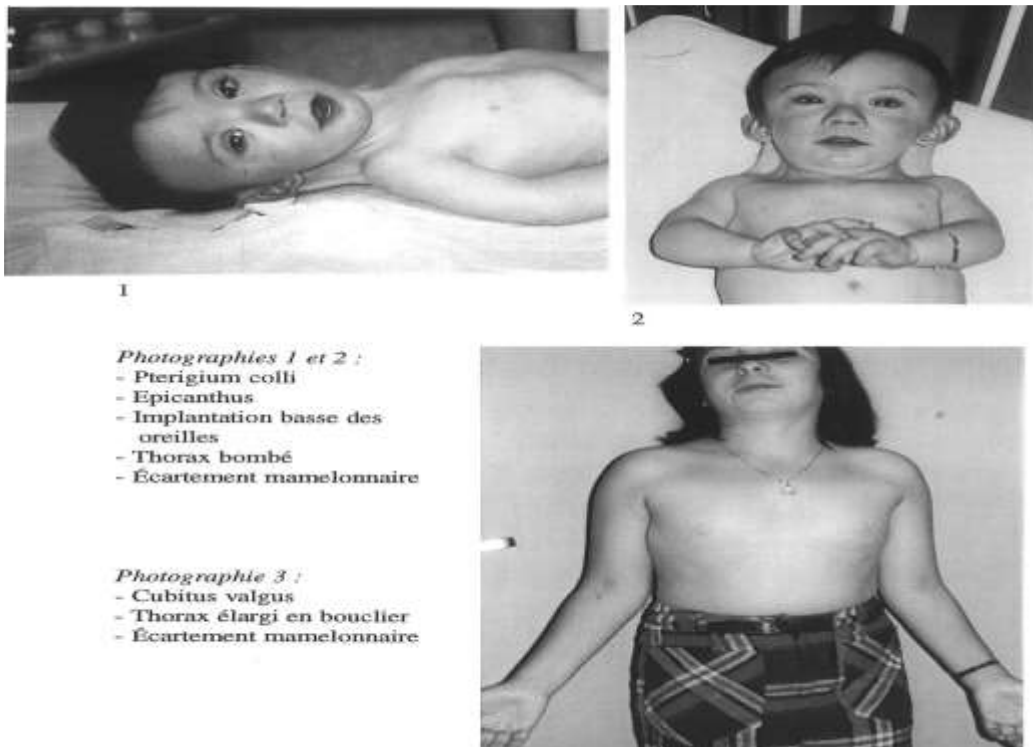 1
2
Photographies 1 et 2 :
- Pterigium colli
- Epicanthus
- Implantation basse des
oreilles
- Thorax bombé
- Écartement mamelonnaire
Photographie 3 :
- Cubitus valgus
- Thorax élargi en bouclier
- Écartement mamelonnaire